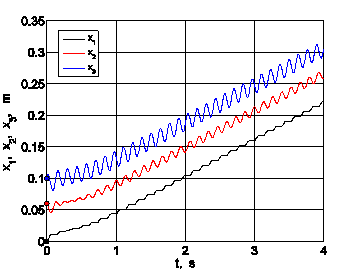 0.35
0.3
0.25
0.2
0.15
0.1
0.05
0
x₁, x₂, x₃, m
x₁
x₂
x₃
0 1 2 3 4
t, s